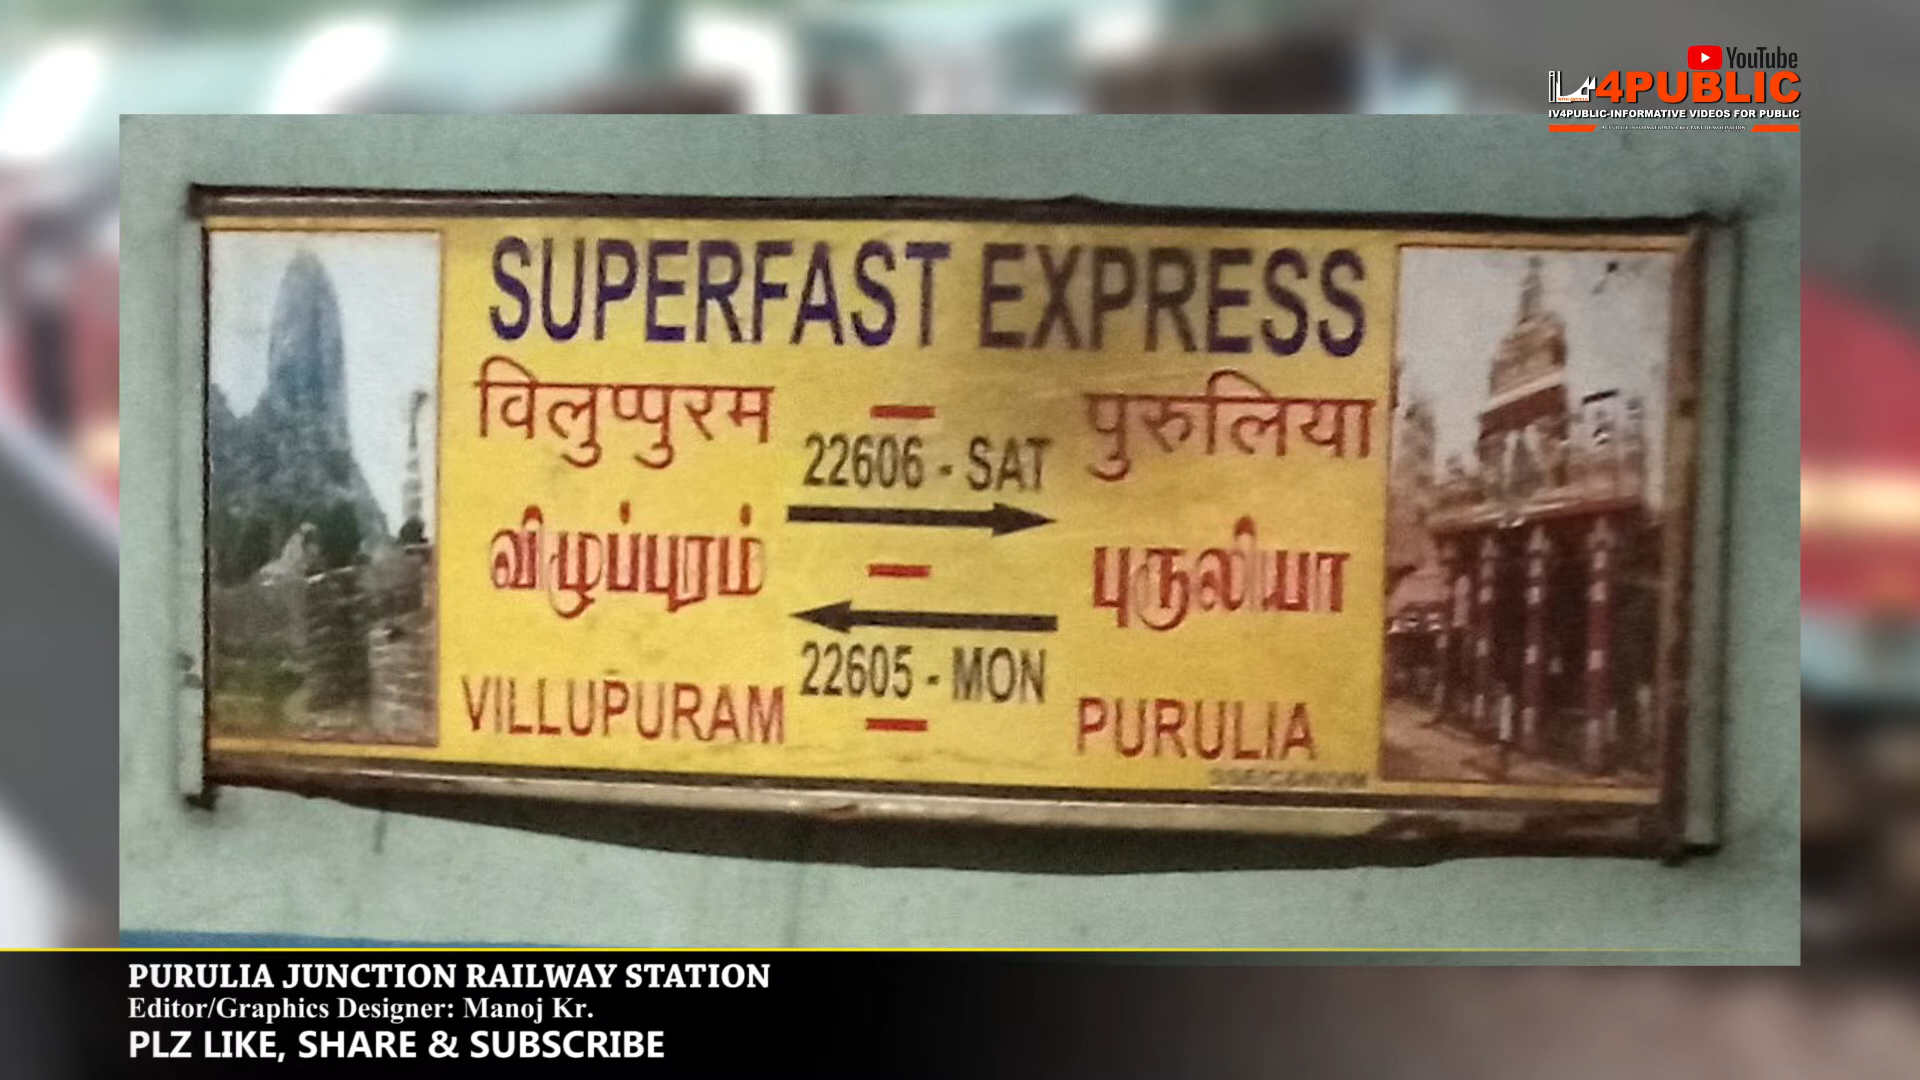 YouTube
4PUBLIC
IV4PUBLIC-INFORMATIVE VIDEOS FOR PUBLIC
SUPERFAST EXPRESS
विलुप्पुरम - पुरुलिया
22606 - SAT
விழுப்புரம் - புருலியா
22605 - MON
VILLUPURAM - PURULIA
PURULIA JUNCTION RAILWAY STATION
Editor/Graphics Designer: Manoj Kr.
PLZ LIKE, SHARE & SUBSCRIBE